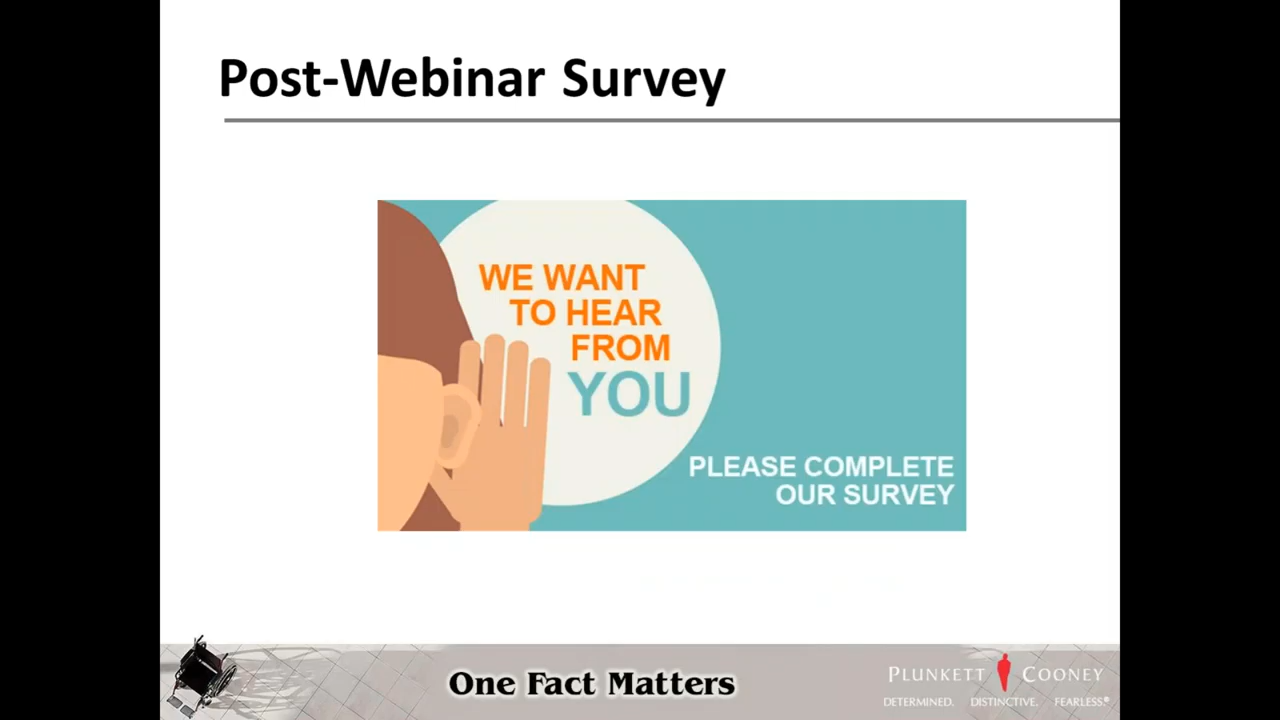 Post-Webinar Survey
WE WANT
TO HEAR
FROM
YOU
PLEASE COMPLETE
OUR SURVEY
One Fact Matters
PLUNKETT COONEY
DETERMINED. DISTINCTIVE. FEARLESS.®